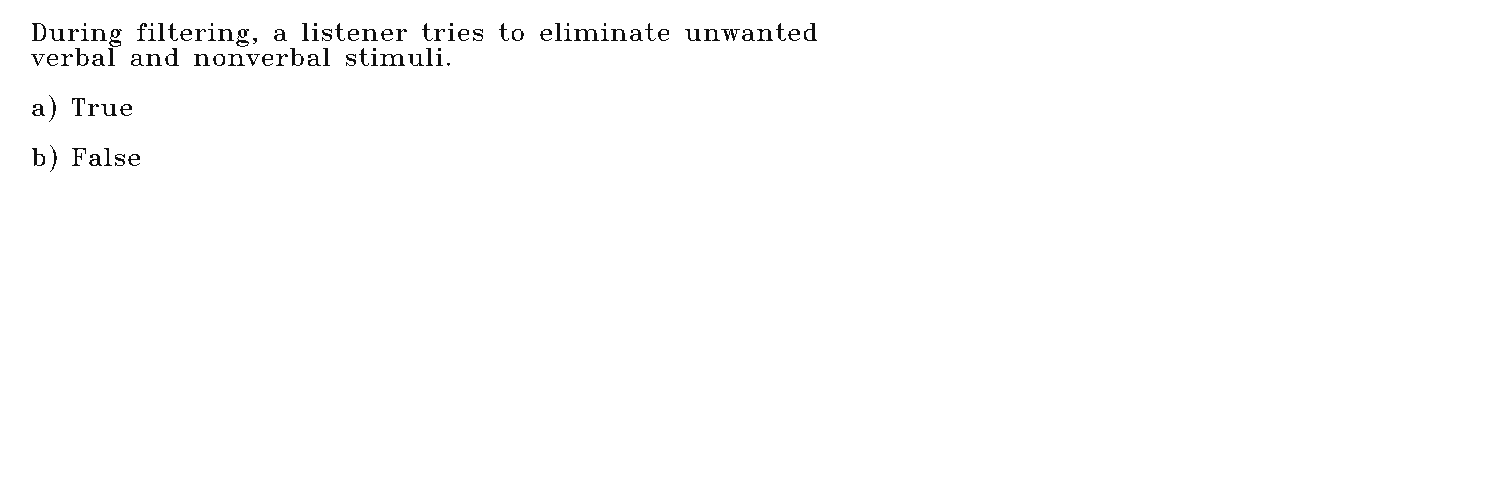 During filtering, a listener tries to eliminate unwanted
verbal and nonverbal stimuli.
a) True
b) False